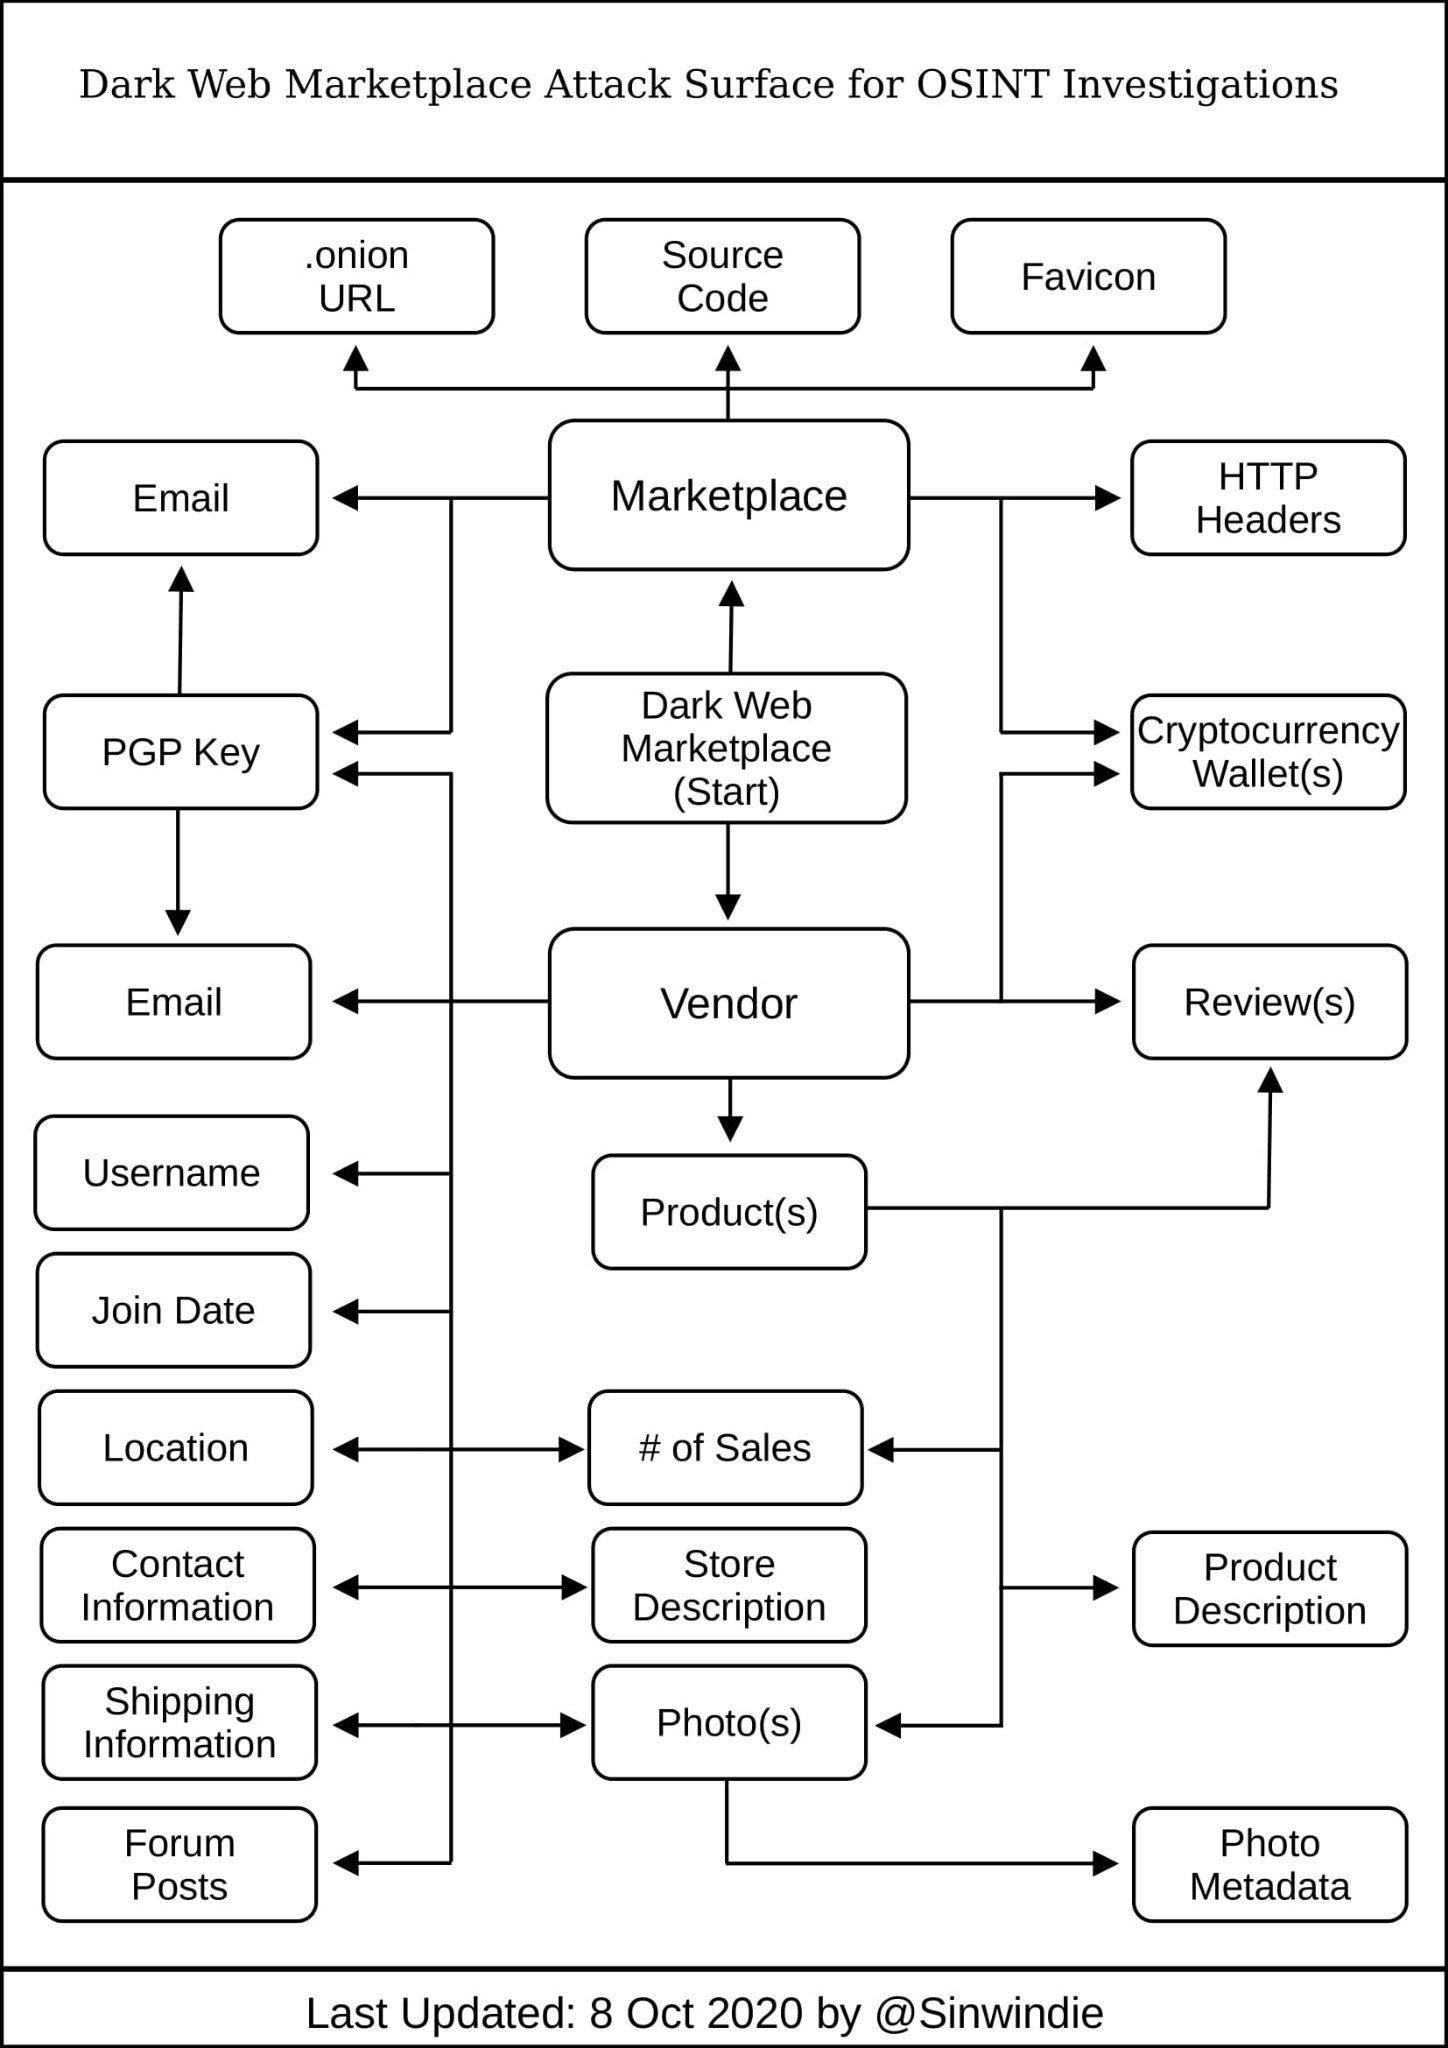 Dark Web Marketplace Attack Surface for OSINT Investigations
.onion
URL
Source
Code
Favicon
Email
Marketplace
HTTP
Headers
PGP Key
Dark Web
Marketplace
(Start)
Cryptocurrency
Wallet(s)
Email
Vendor
Review(s)
Username
Product(s)
Join Date
Location
# of Sales
Contact
Information
Store
Description
Product
Description
Shipping
Information
Photo(s)
Forum
Posts
Photo
Metadata
Last Updated: 8 Oct 2020 by @Sinwindie